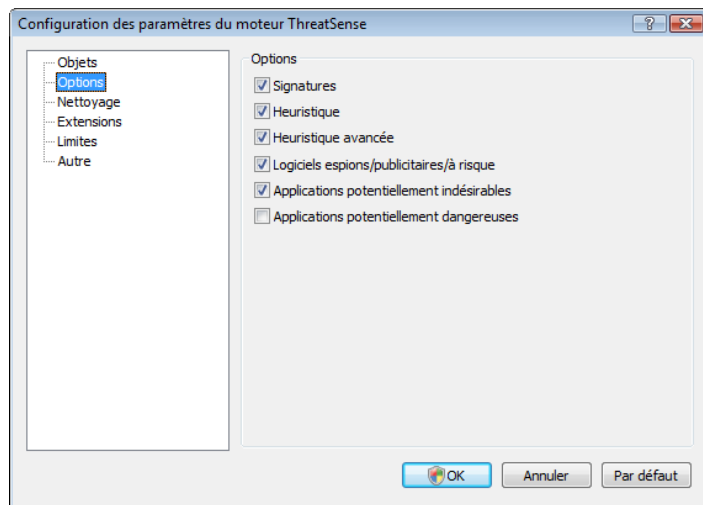 Configuration des paramètres du moteur ThreatSense
Objets
Options
Nettoyage
Extensions
Limites
Autre
Options
Signatures
Heuristique
Heuristique avancée
Logiciels espions/publicitaires/à risque
Applications potentiellement indésirables
Applications potentiellement dangereuses
OK
Annuler
Par défaut